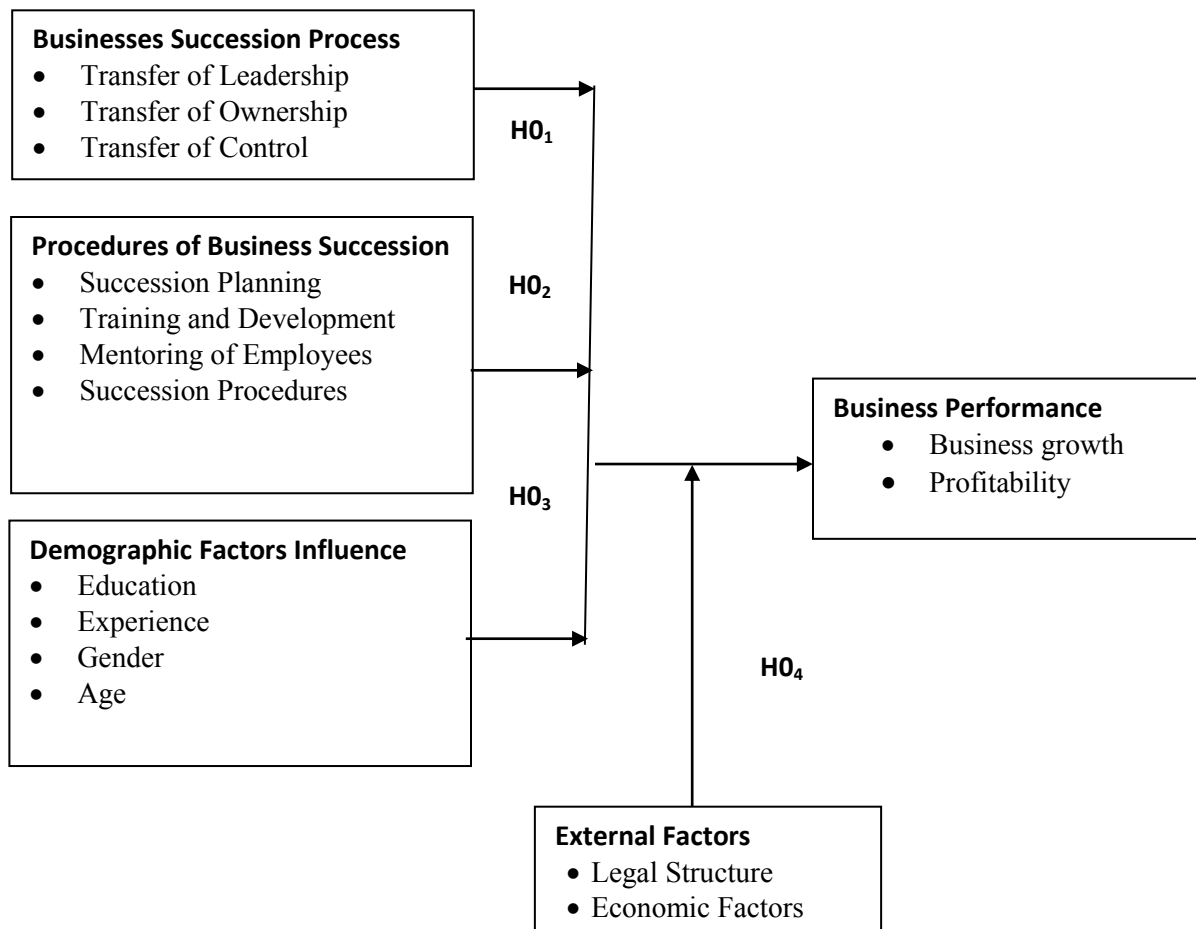 Businesses Succession Process
• Transfer of Leadership
• Transfer of Ownership
• Transfer of Control
H0₁
Procedures of Business Succession
• Succession Planning
• Training and Development
• Mentoring of Employees
• Succession Procedures
H0₂
H0₃
Demographic Factors Influence
• Education
• Experience
• Gender
• Age
Business Performance
• Business growth
• Profitability
H0₄
External Factors
• Legal Structure
• Economic Factors